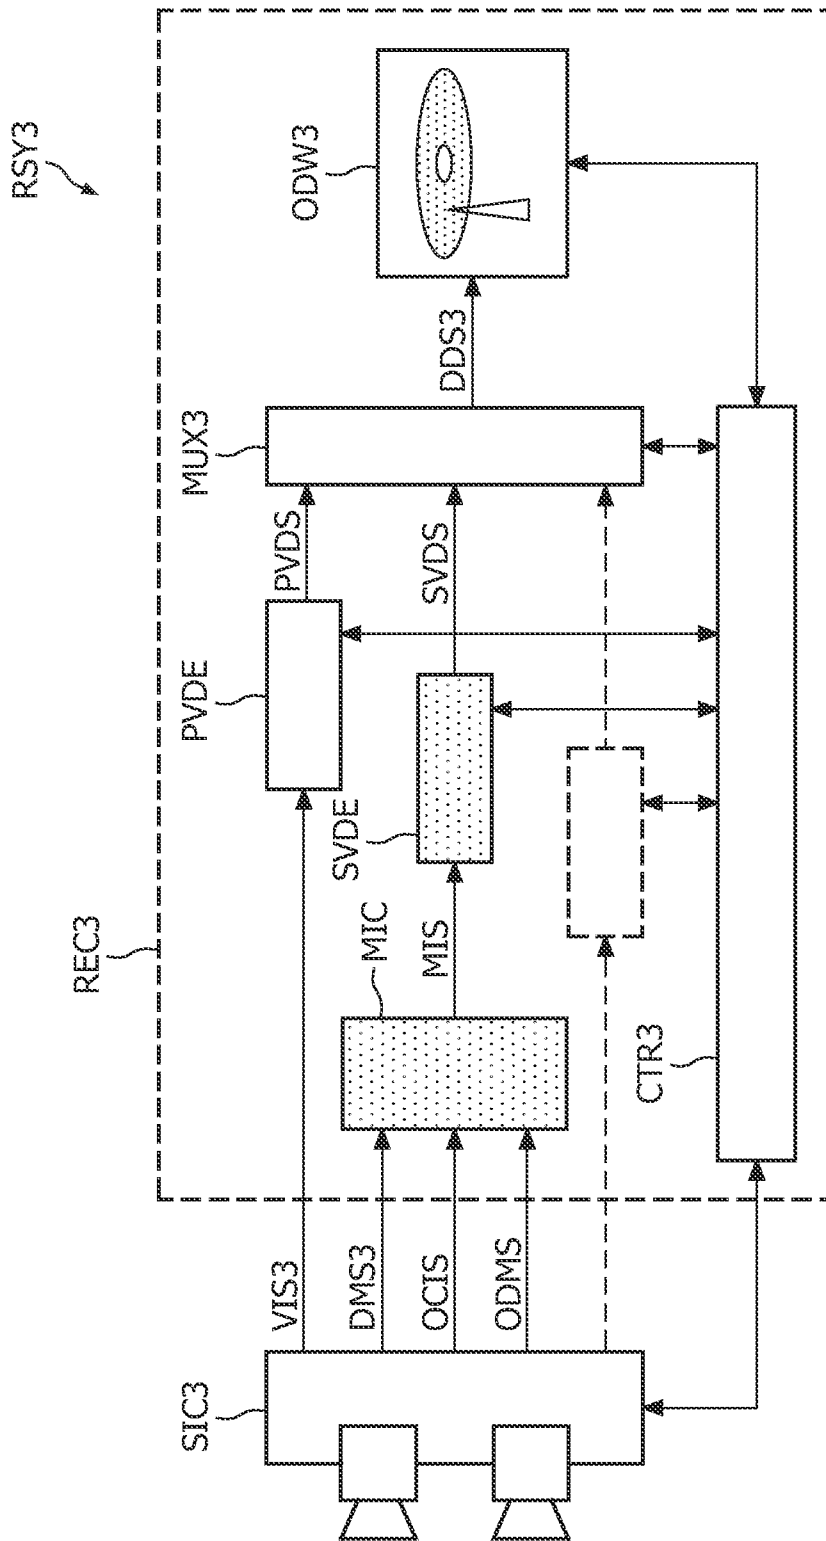 RSY3
REC3
SIC3
VIS3
DMS3
OCIS
ODMS
MIC
MIS
PVDE
SVDE
PVDS
SVDS
MUX3
DDS3
ODW3
CTR3